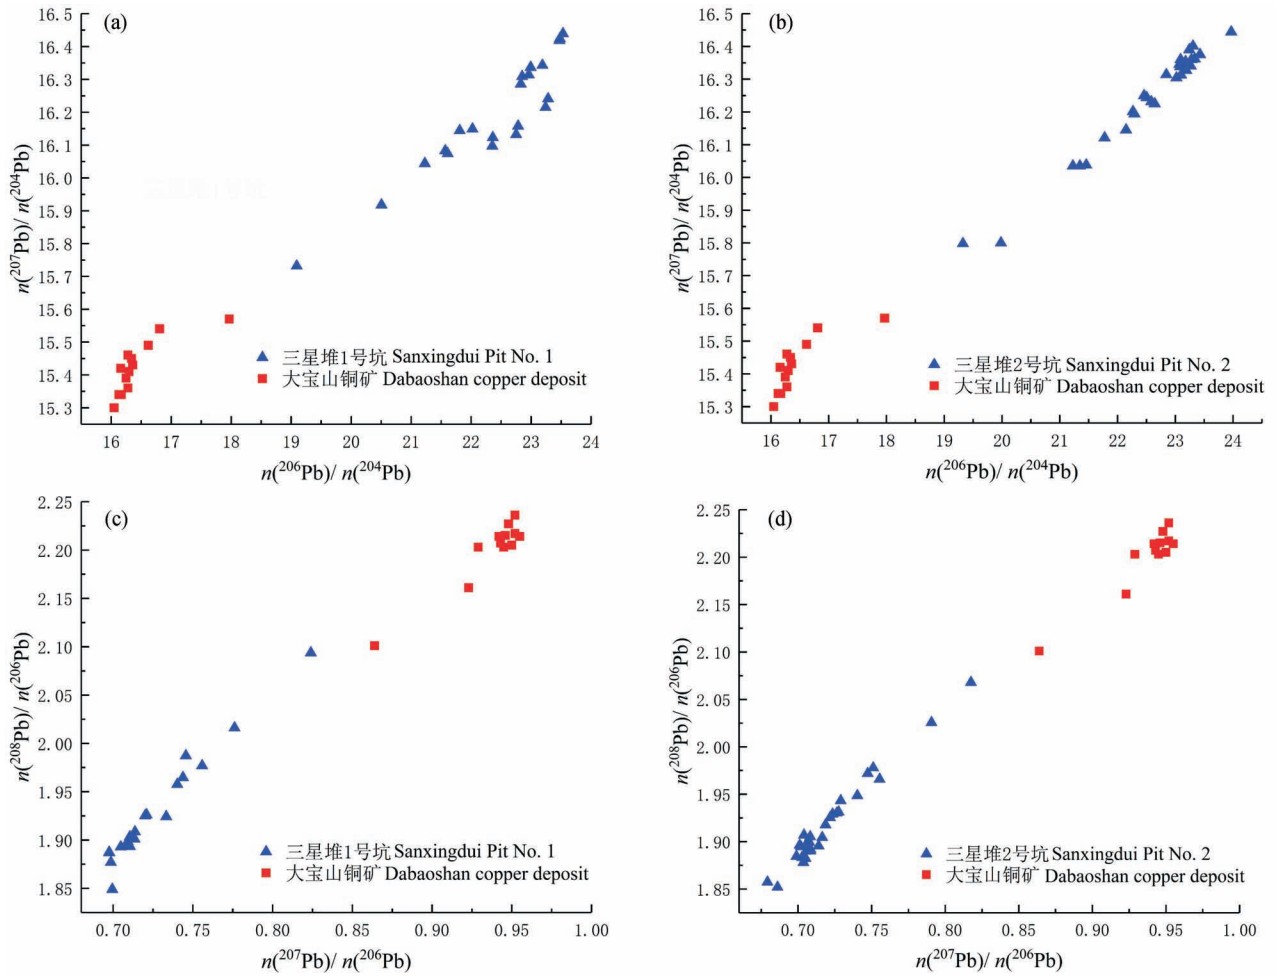 (a)
16.5
16.4
16.3
16.2
16.1
16.0
15.9
15.8
15.7
15.6
15.5
15.4
15.3
n(²⁰⁷Pb)/ n(²⁰⁴Pb)
三星堆1号坑 Sanxingdui Pit No. 1
大宝山铜矿 Dabaoshan copper deposit
16 17 18 19 20 21 22 23 24
n(²⁰⁶Pb)/ n(²⁰⁴Pb)
(b)
16.5
16.4
16.3
16.2
16.1
16.0
15.9
15.8
15.7
15.6
15.5
15.4
15.3
n(²⁰⁷Pb)/ n(²⁰⁴Pb)
三星堆2号坑 Sanxingdui Pit No. 2
大宝山铜矿 Dabaoshan copper deposit
16 17 18 19 20 21 22 23 24
n(²⁰⁶Pb)/ n(²⁰⁴Pb)
(c)
2.25
2.20
2.15
2.10
2.05
2.00
1.95
1.90
1.85
n(²⁰⁸Pb)/ n(²⁰⁶Pb)
三星堆1号坑 Sanxingdui Pit No. 1
大宝山铜矿 Dabaoshan copper deposit
0.70 0.75 0.80 0.85 0.90 0.95 1.00
n(²⁰⁷Pb)/ n(²⁰⁶Pb)
(d)
2.25
2.20
2.15
2.10
2.05
2.00
1.95
1.90
1.85
n(²⁰⁸Pb)/ n(²⁰⁶Pb)
三星堆2号坑 Sanxingdui Pit No. 2
大宝山铜矿 Dabaoshan copper deposit
0.70 0.75 0.80 0.85 0.90 0.95 1.00
n(²⁰⁷Pb)/ n(²⁰⁶Pb)